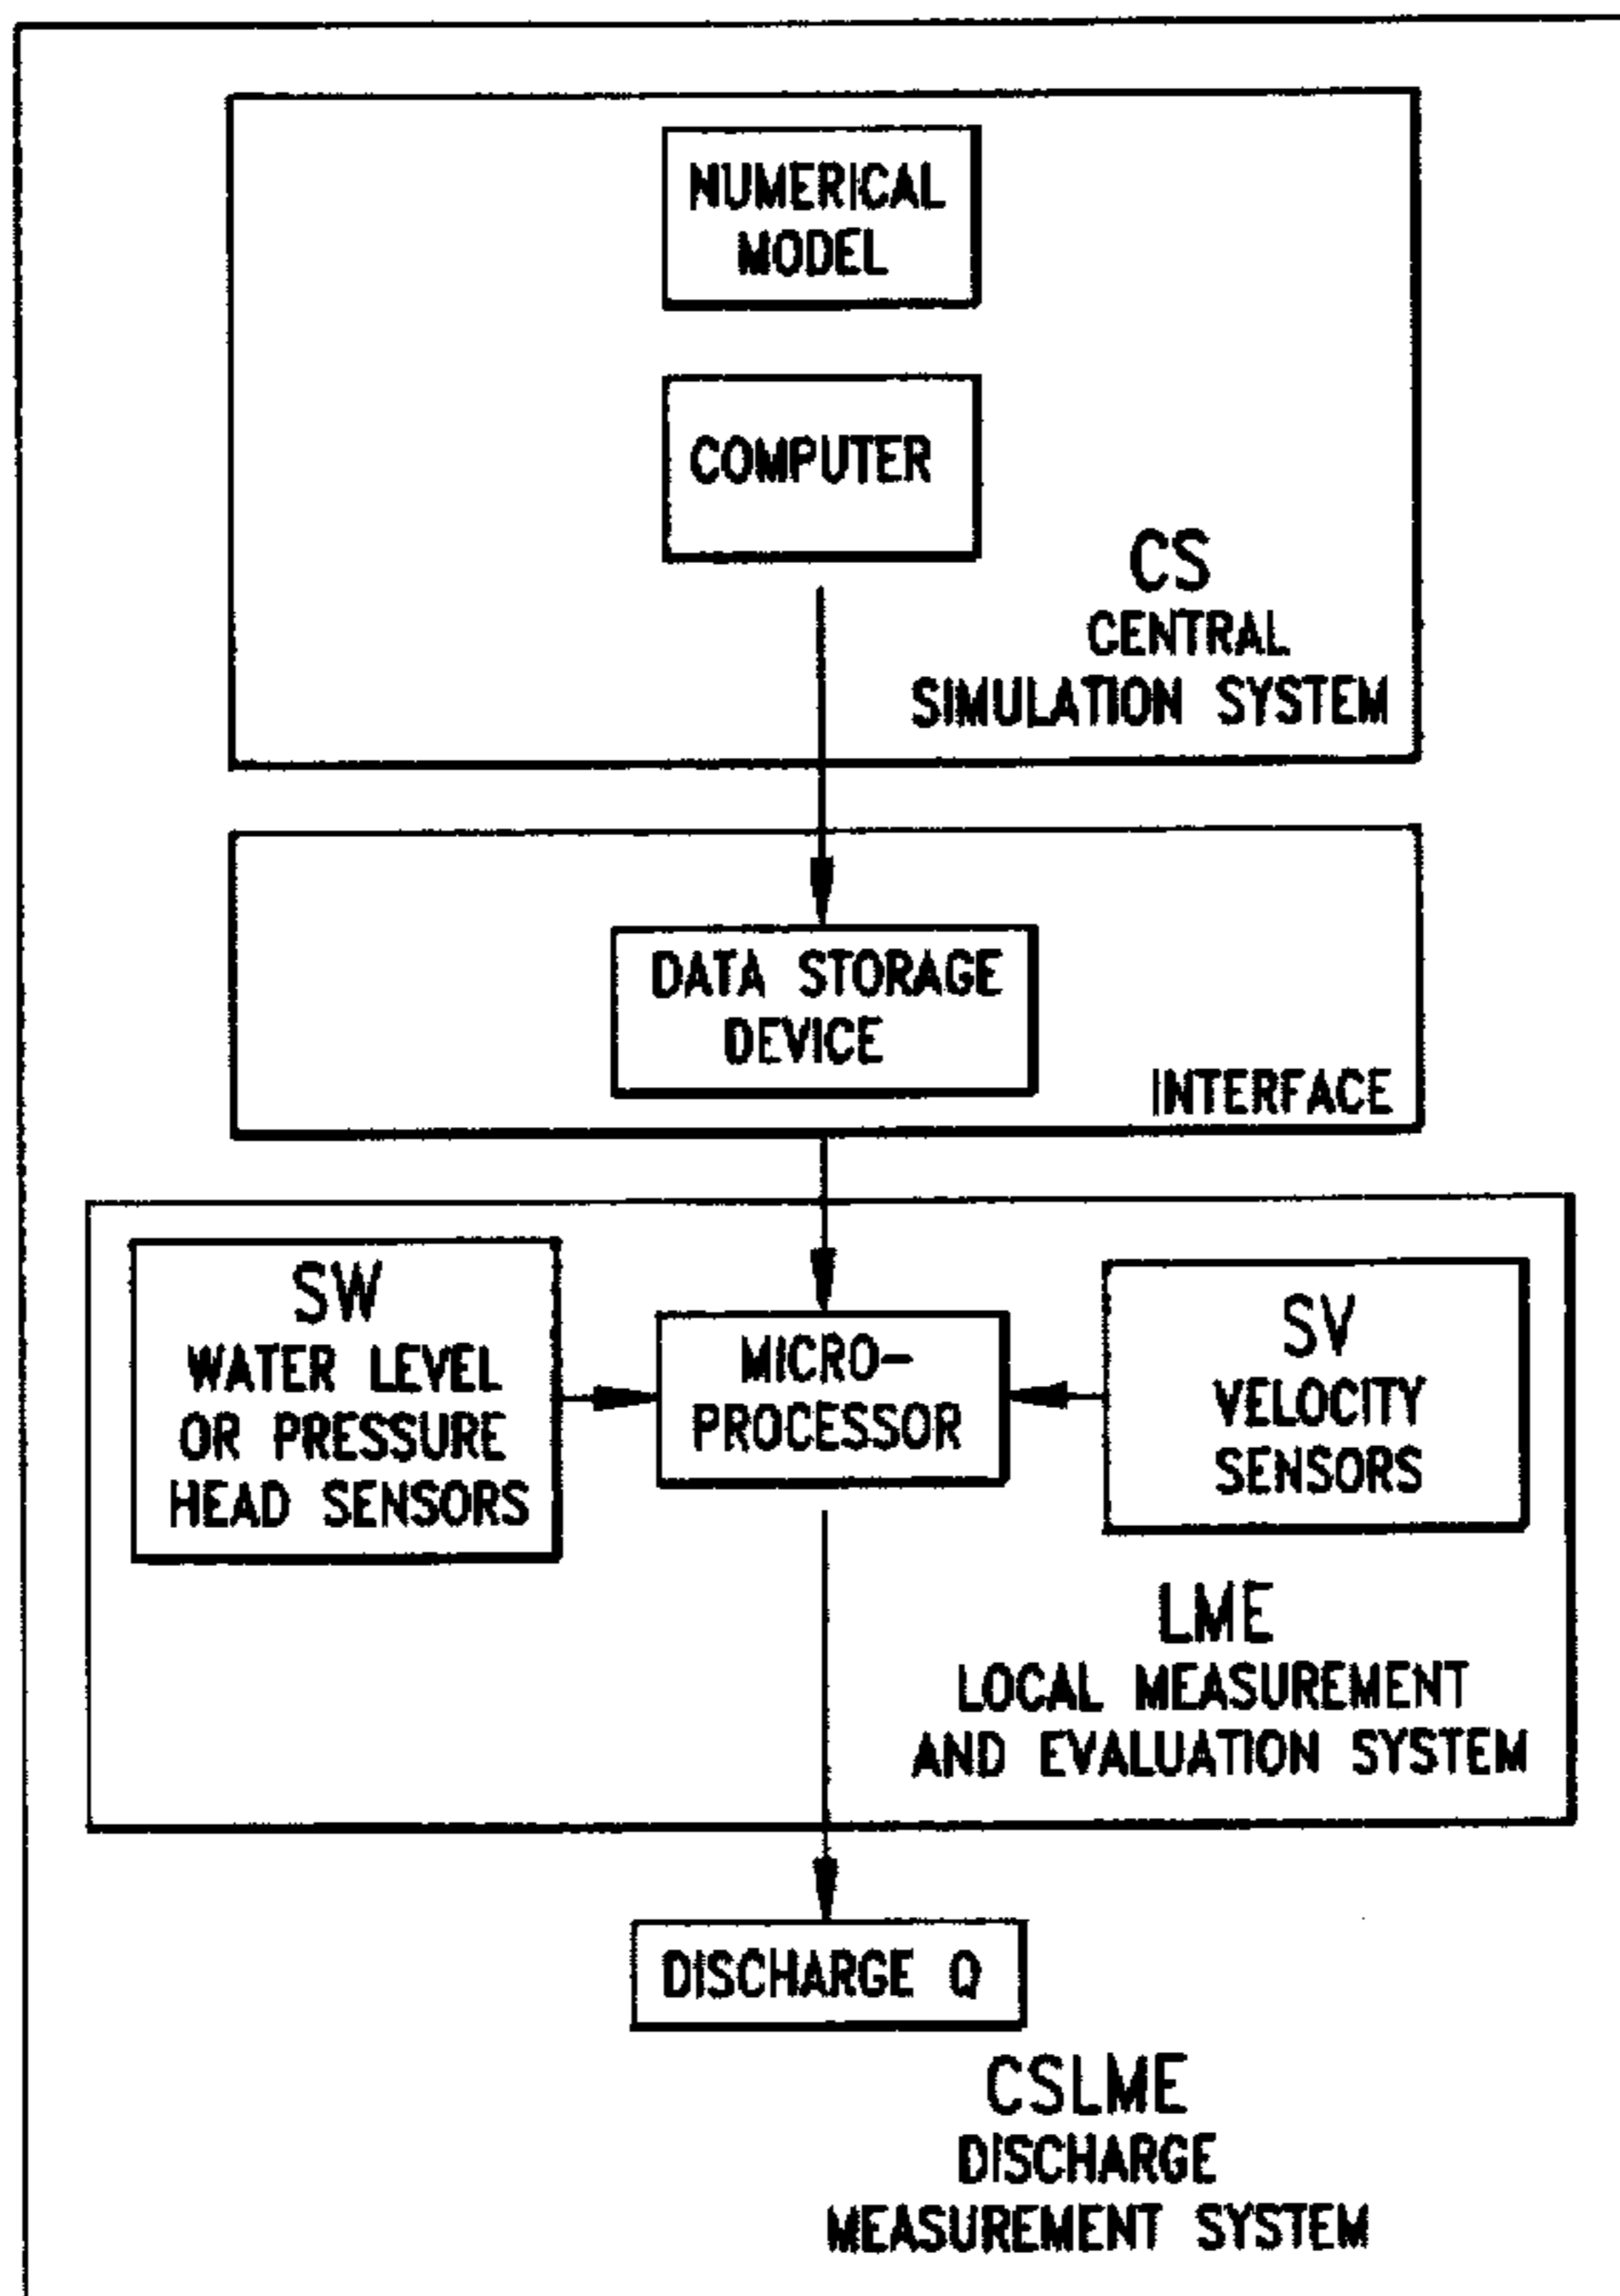 NUMERICAL
MODEL
COMPUTER
CS
CENTRAL
SIMULATION SYSTEM
DATA STORAGE
DEVICE
INTERFACE
SW
WATER LEVEL
OR PRESSURE
HEAD SENSORS
MICRO-
PROCESSOR
SV
VELOCITY
SENSORS
LME
LOCAL MEASUREMENT
AND EVALUATION SYSTEM
DISCHARGE Q
CSLME
DISCHARGE
MEASUREMENT SYSTEM